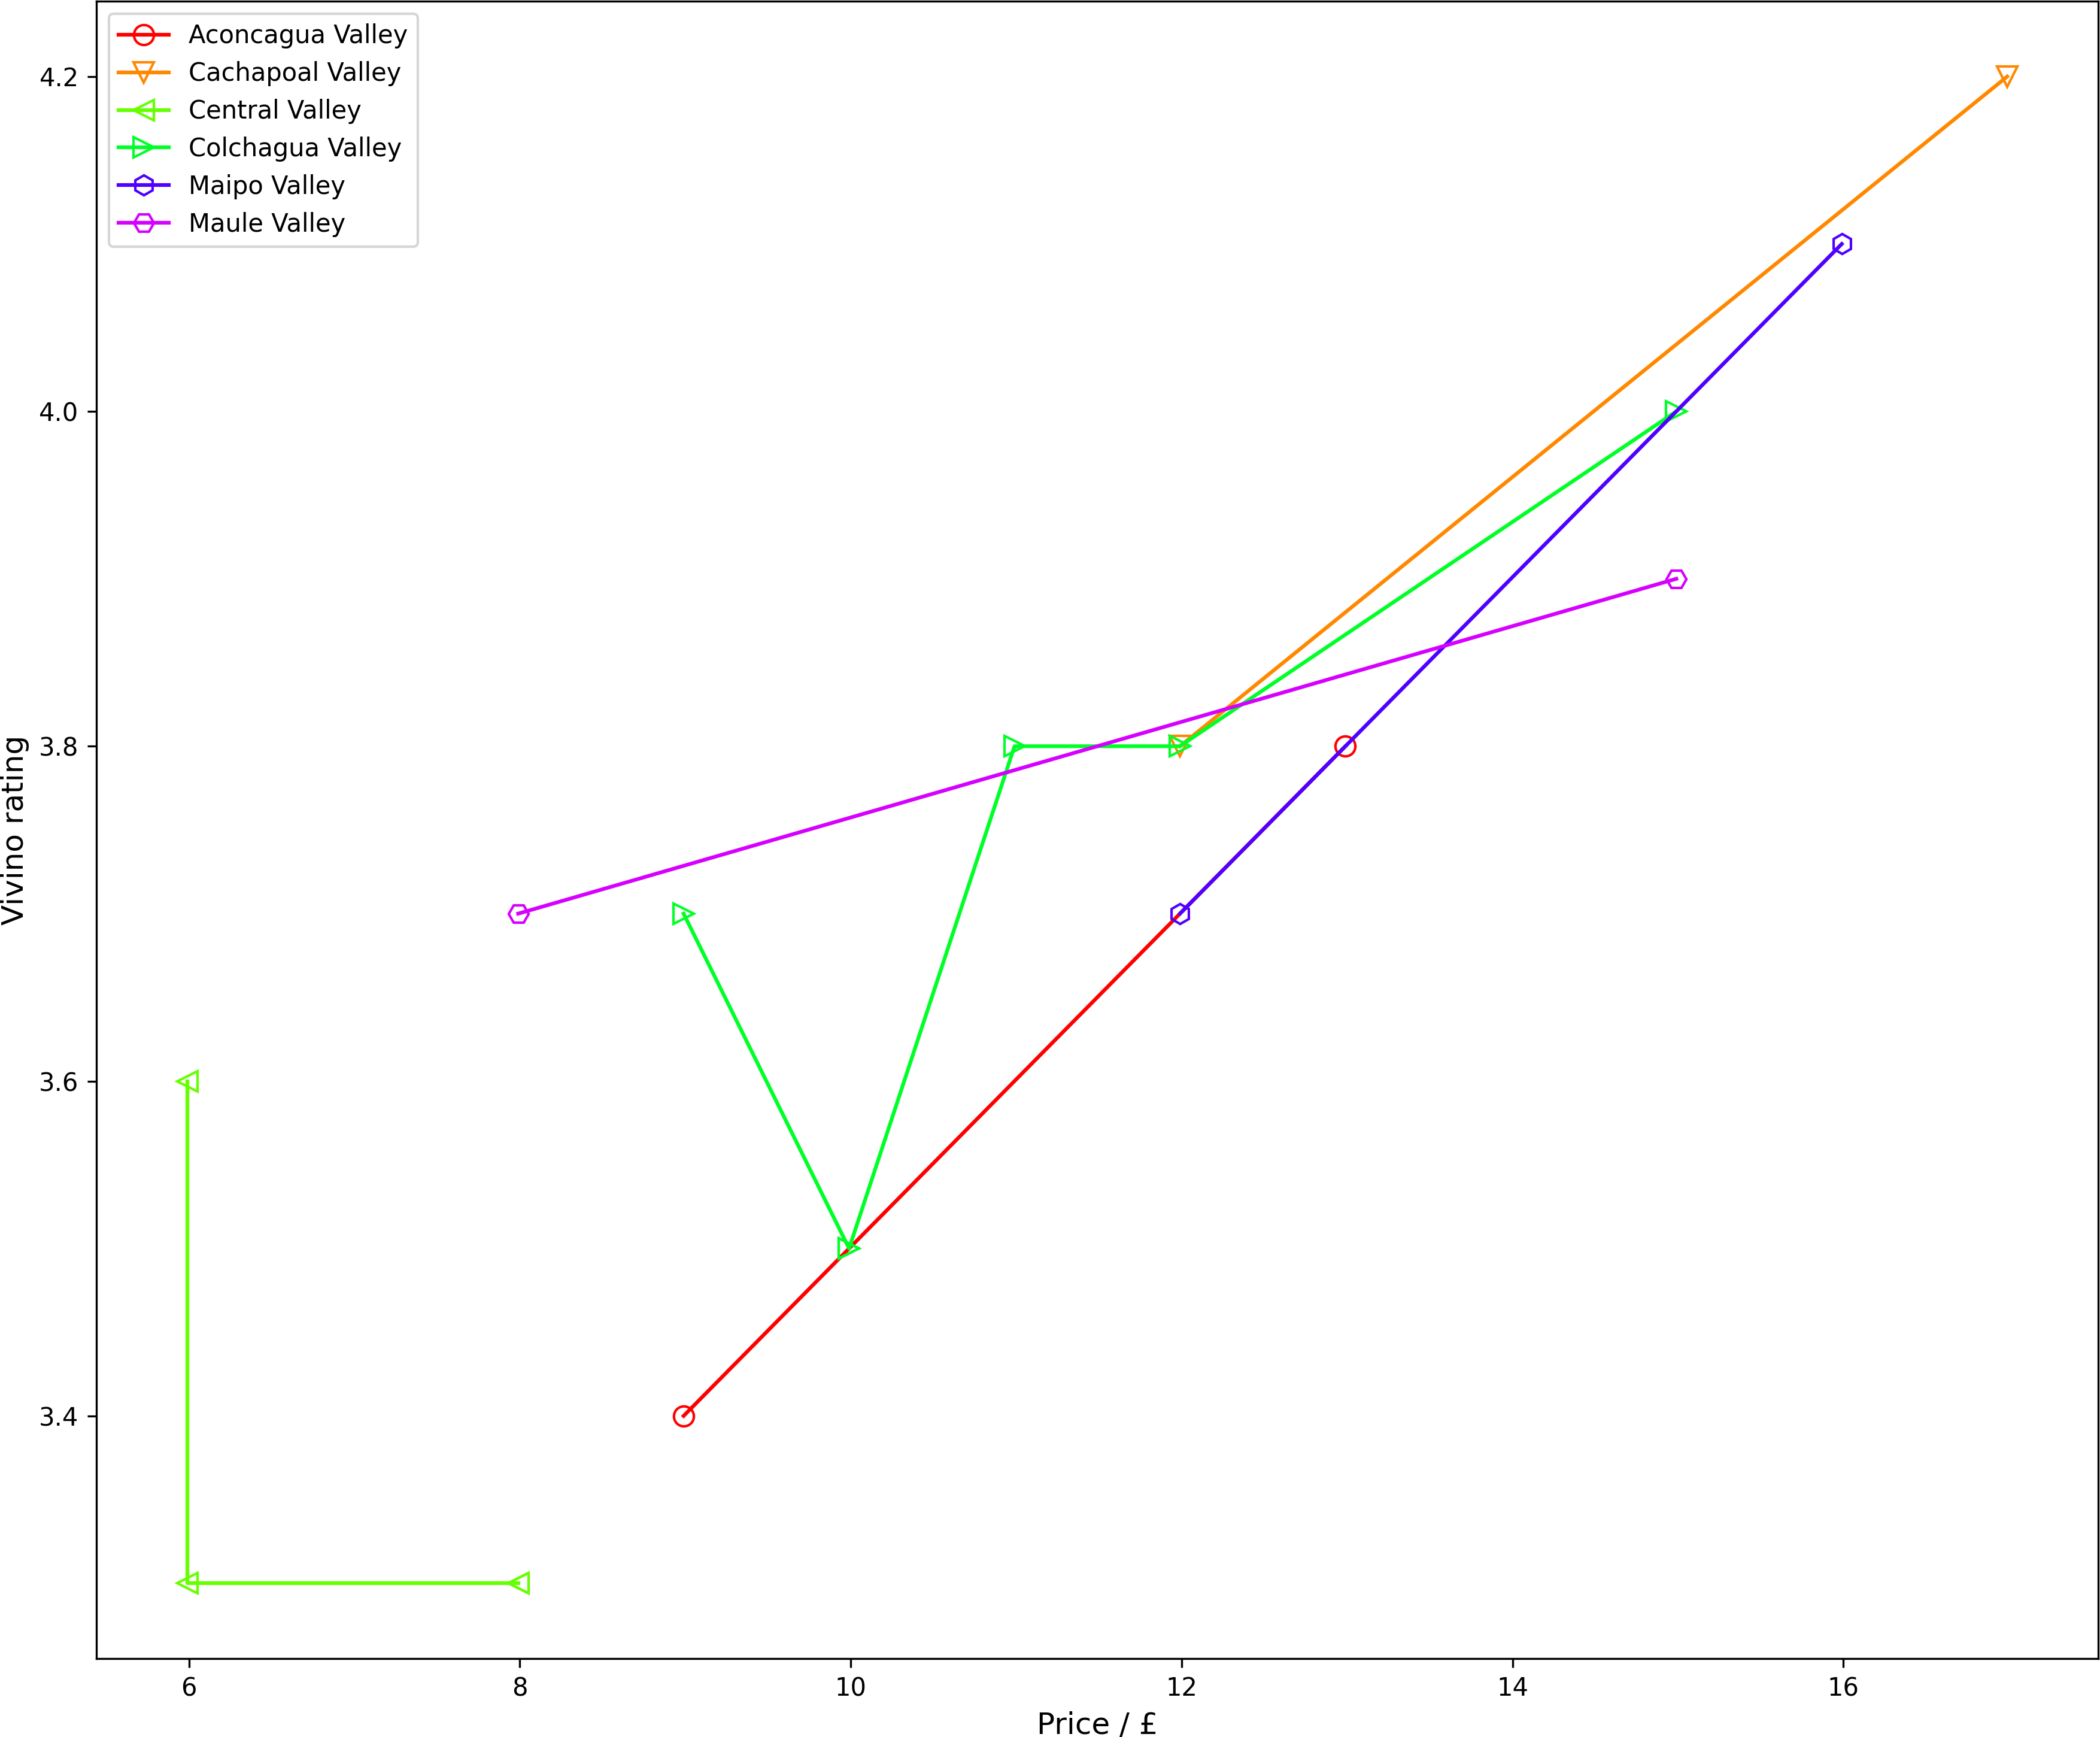 Aconcagua Valley
Cachapoal Valley
Central Valley
Colchagua Valley
Maipo Valley
Maule Valley
4.2
4.0
3.8
3.6
3.4
Vivino rating
6 8 10 12 14 16
Price / £